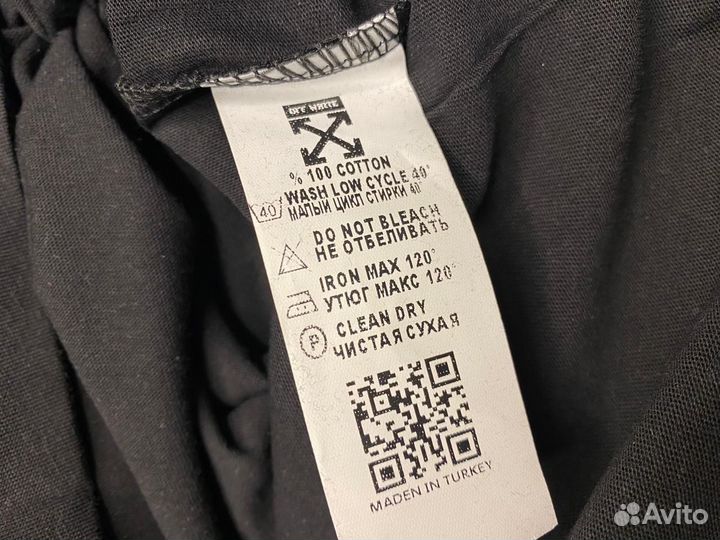 OFF WHITE
% 100 COTTON
WASH LOW CYCLE 40°
40
МАЛЫЙ ЦИКЛ СТИРКИ 40°
DO NOT BLEACH
НЕ ОТБЕЛИВАТЬ
IRON MAX 120°
УТЮГ МАКС 120°
P
CLEAN DRY
ЧИСТАЯ СУХАЯ
MADEN IN TURKEY
Avito